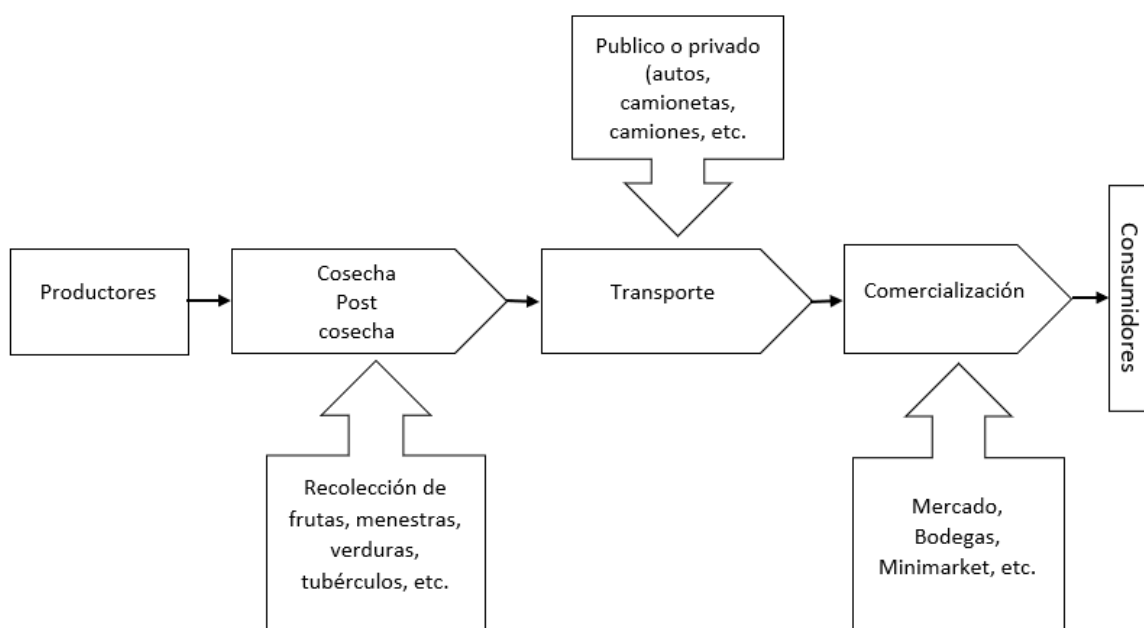 Publico o privado
(autos,
camionetas,
camiones, etc.
Productores
Cosecha
Post
cosecha
Transporte
Comercialización
Consumidores
Recolección de
frutas, menestras,
verduras,
tubérculos, etc.
Mercado,
Bodegas,
Minimarket, etc.